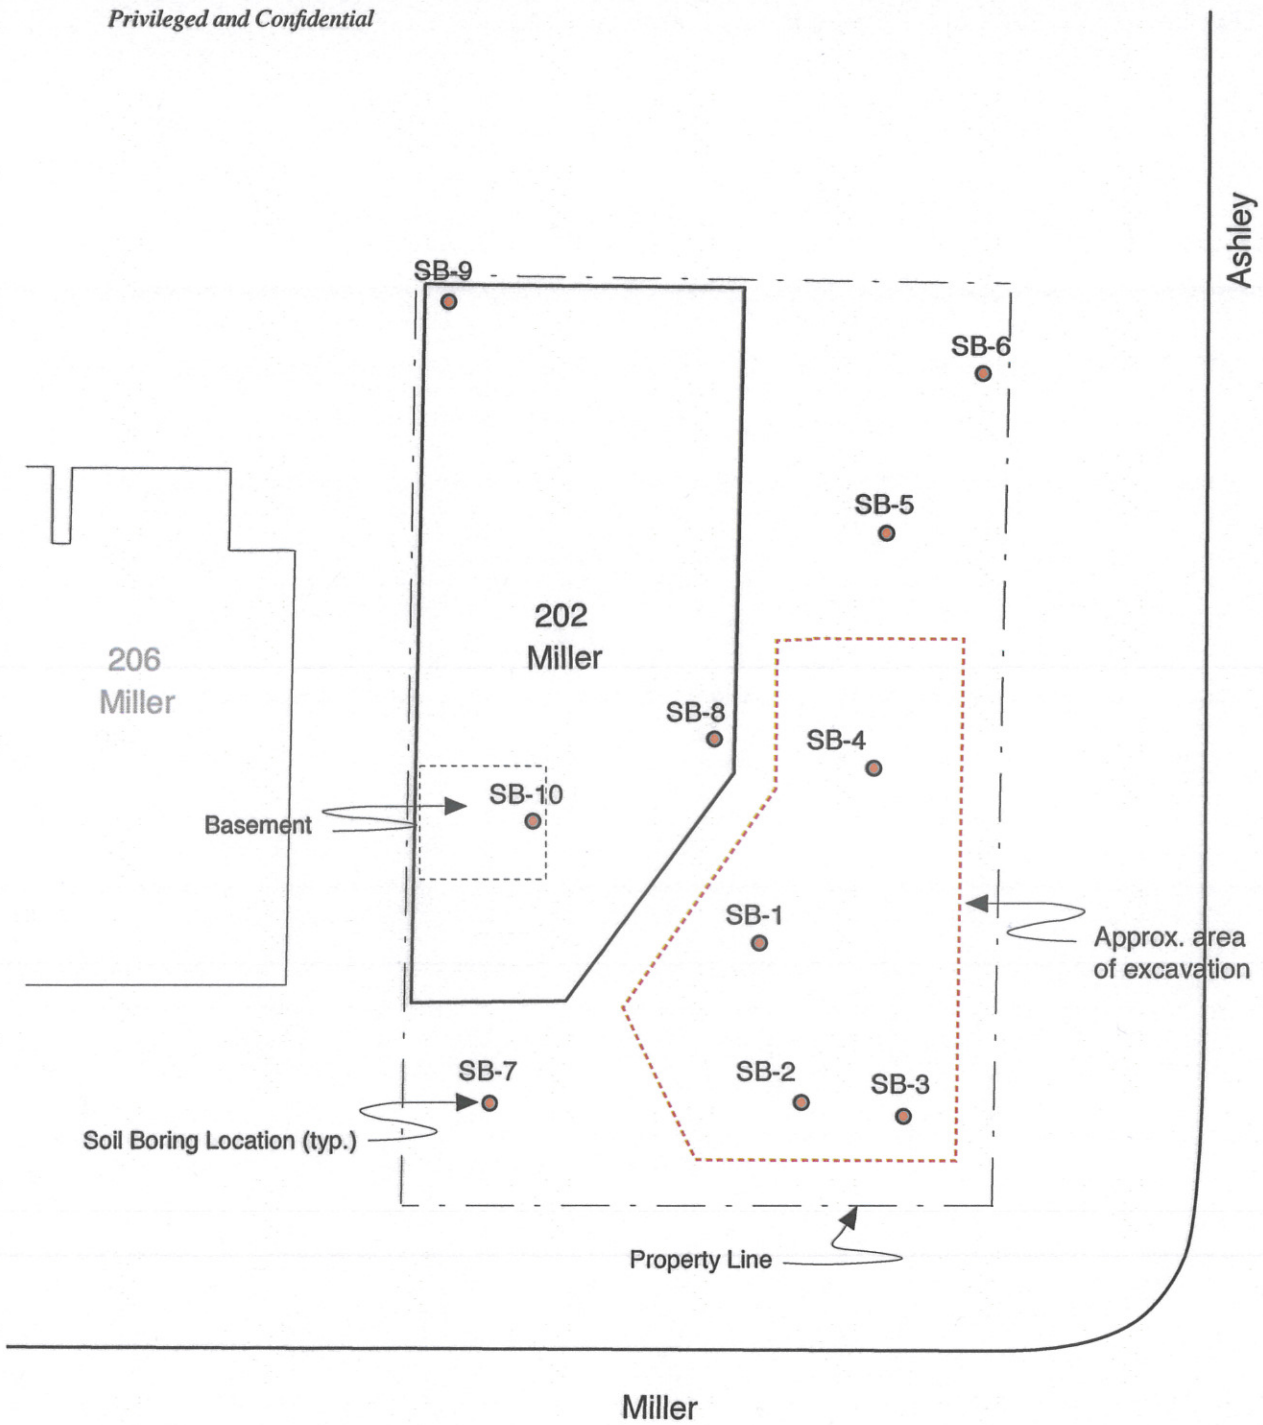 Privileged and Confidential
Ashley
SB-9
SB-6
SB-5
202
Miller
206
Miller
SB-8
SB-4
SB-10
Basement
SB-1
Approx. area
of excavation
SB-7
SB-2
SB-3
Soil Boring Location (typ.)
Property Line
Miller